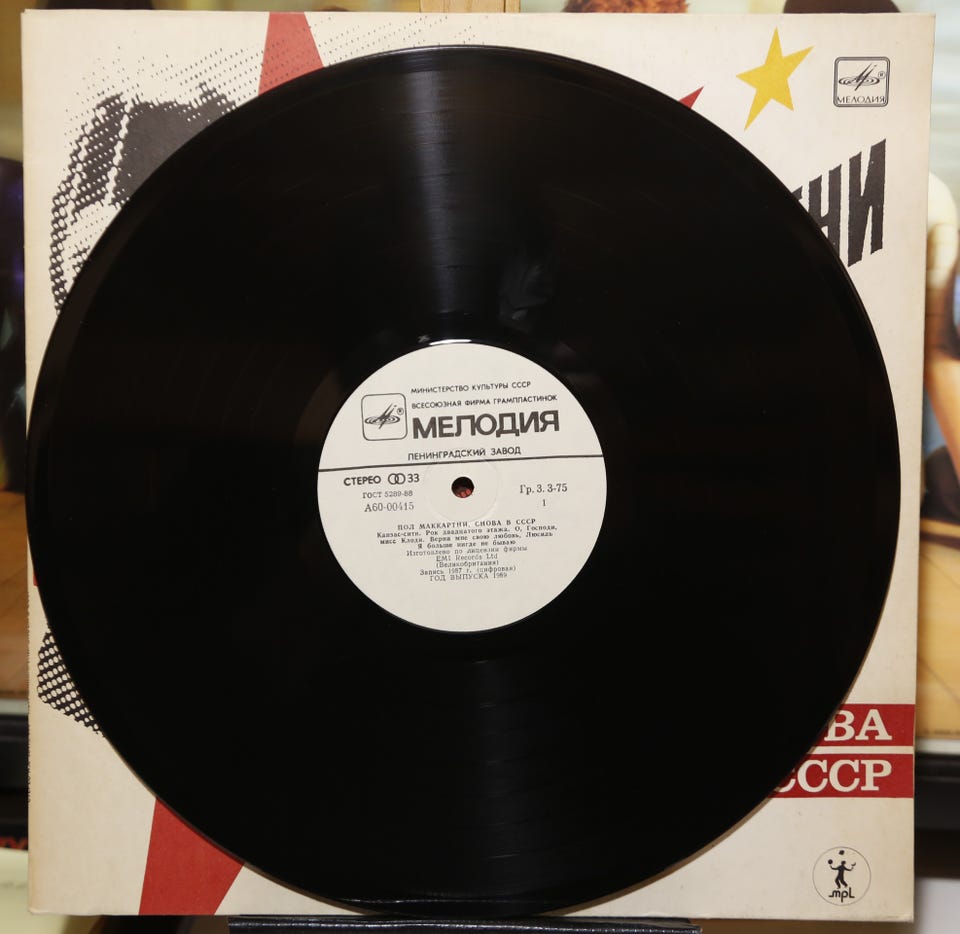 МЕЛОДИЯ
НИ
МИНИСТЕРСТВО КУЛЬТУРЫ СССР
ВСЕСОЮЗНАЯ ФИРМА ГРАМПЛАСТИНОК
МЕЛОДИЯ
ЛЕНИНГРАДСКИЙ ЗАВОД
СТЕРЕО 33
ГОСТ 5289-88
А60-00415
Гр. 3. 3-75
1
ПОЛ МАККАРТНИ. СНОВА В СССР
Канзас-сити. Рок двадцатого этажа. О, Господи,
мисс Клоди. Верни мне свою любовь, Люсиль
Я больше нигде не бываю
Изготовлено по лицензии фирмы
EMI Records Ltd
(Великобритания)
Запись 1987 г. (цифровая)
ГОД ВЫПУСКА 1989
ВА
СССР
mpL